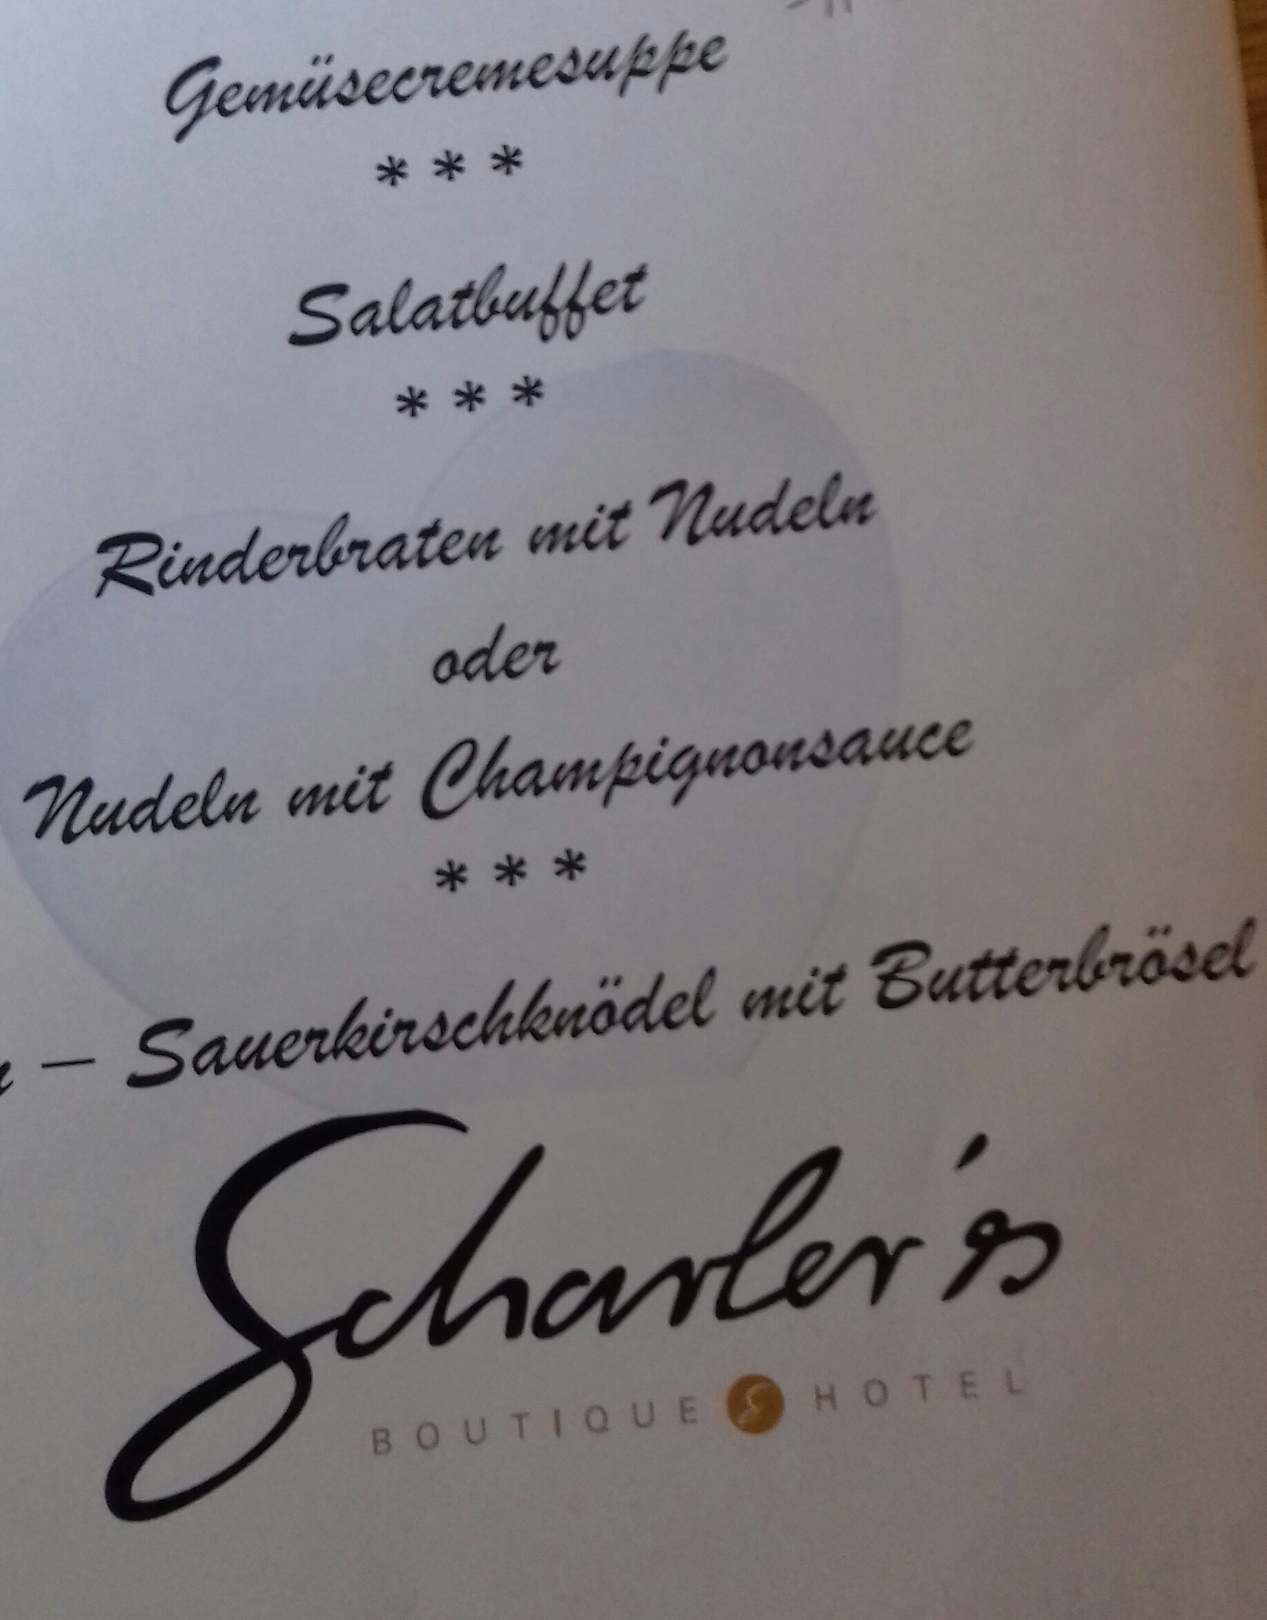 Gemüsecremesuppe
* * *
Salatbuffet
* * *
Rinderbraten mit Nudeln
oder
Nudeln mit Champignonsauce
* * *
– Sauerkirschknödel mit Butterbrösel
Scharler's
BOUTIQUE HOTEL